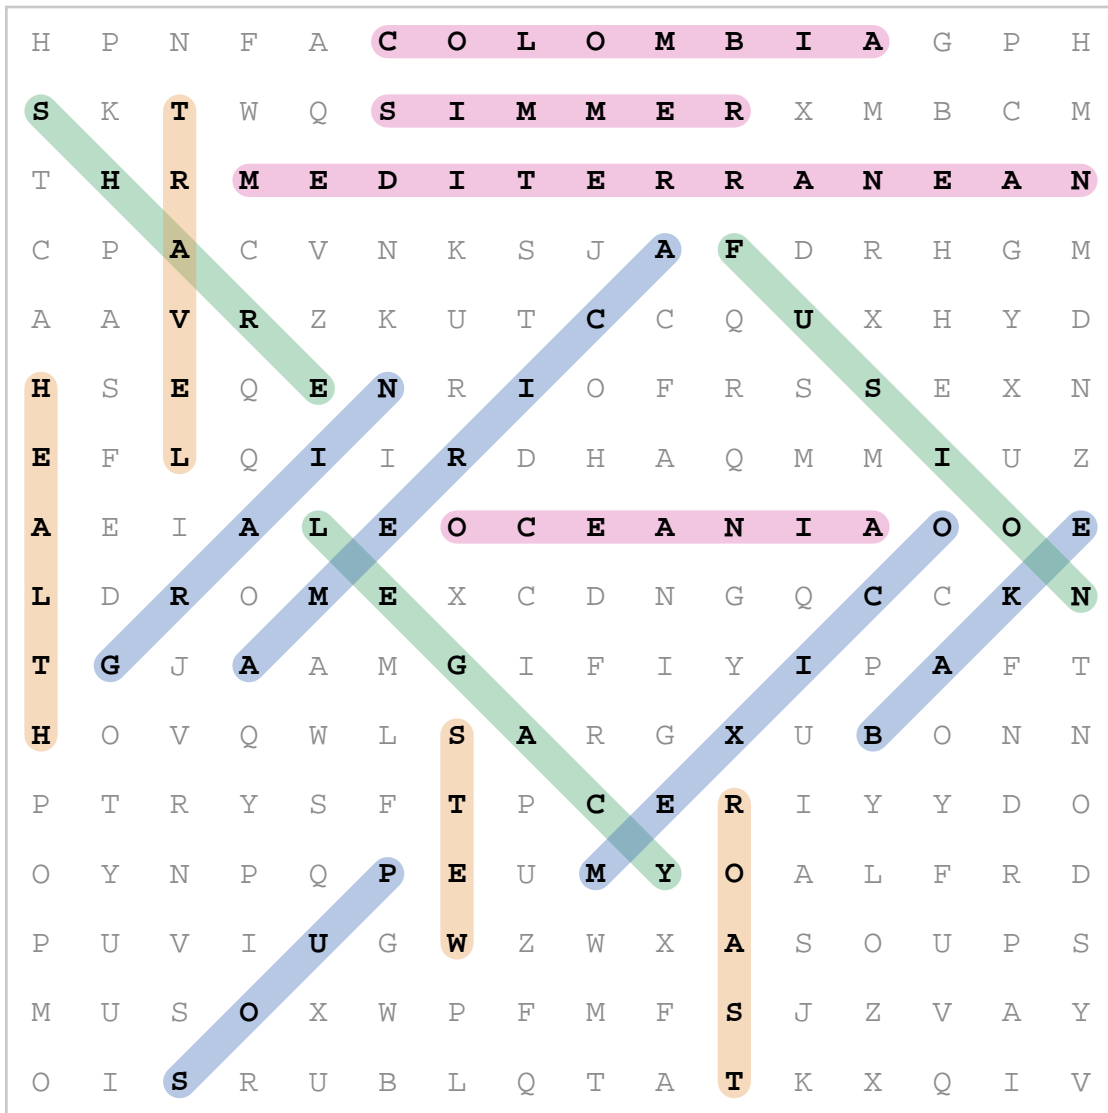 H P N F A C O L O M B I A G P H
S K T W Q S I M M E R X M B C M
T H R M E D I T E R R A N E A N
C P A C V N K S J A F D R H G M
A A V R Z K U T C C Q U X H Y D
H S E Q E N R I O F R S S E X N
E F L Q I I R D H A Q M M I U Z
A E I A L E O C E A N I A O O E
L D R O M E X C D N G Q C C K N
T G J A A M G I F I Y I P A F T
H O V Q W L S A R G X U B O N N
P T R Y S F T P C E R I Y Y D O
O Y N P Q P E U M Y O A L F R D
P U V I U G W Z W X A S O U P S
M U S O X W P F M F S J Z V A Y
O I S R U B L Q T A T K X Q I V